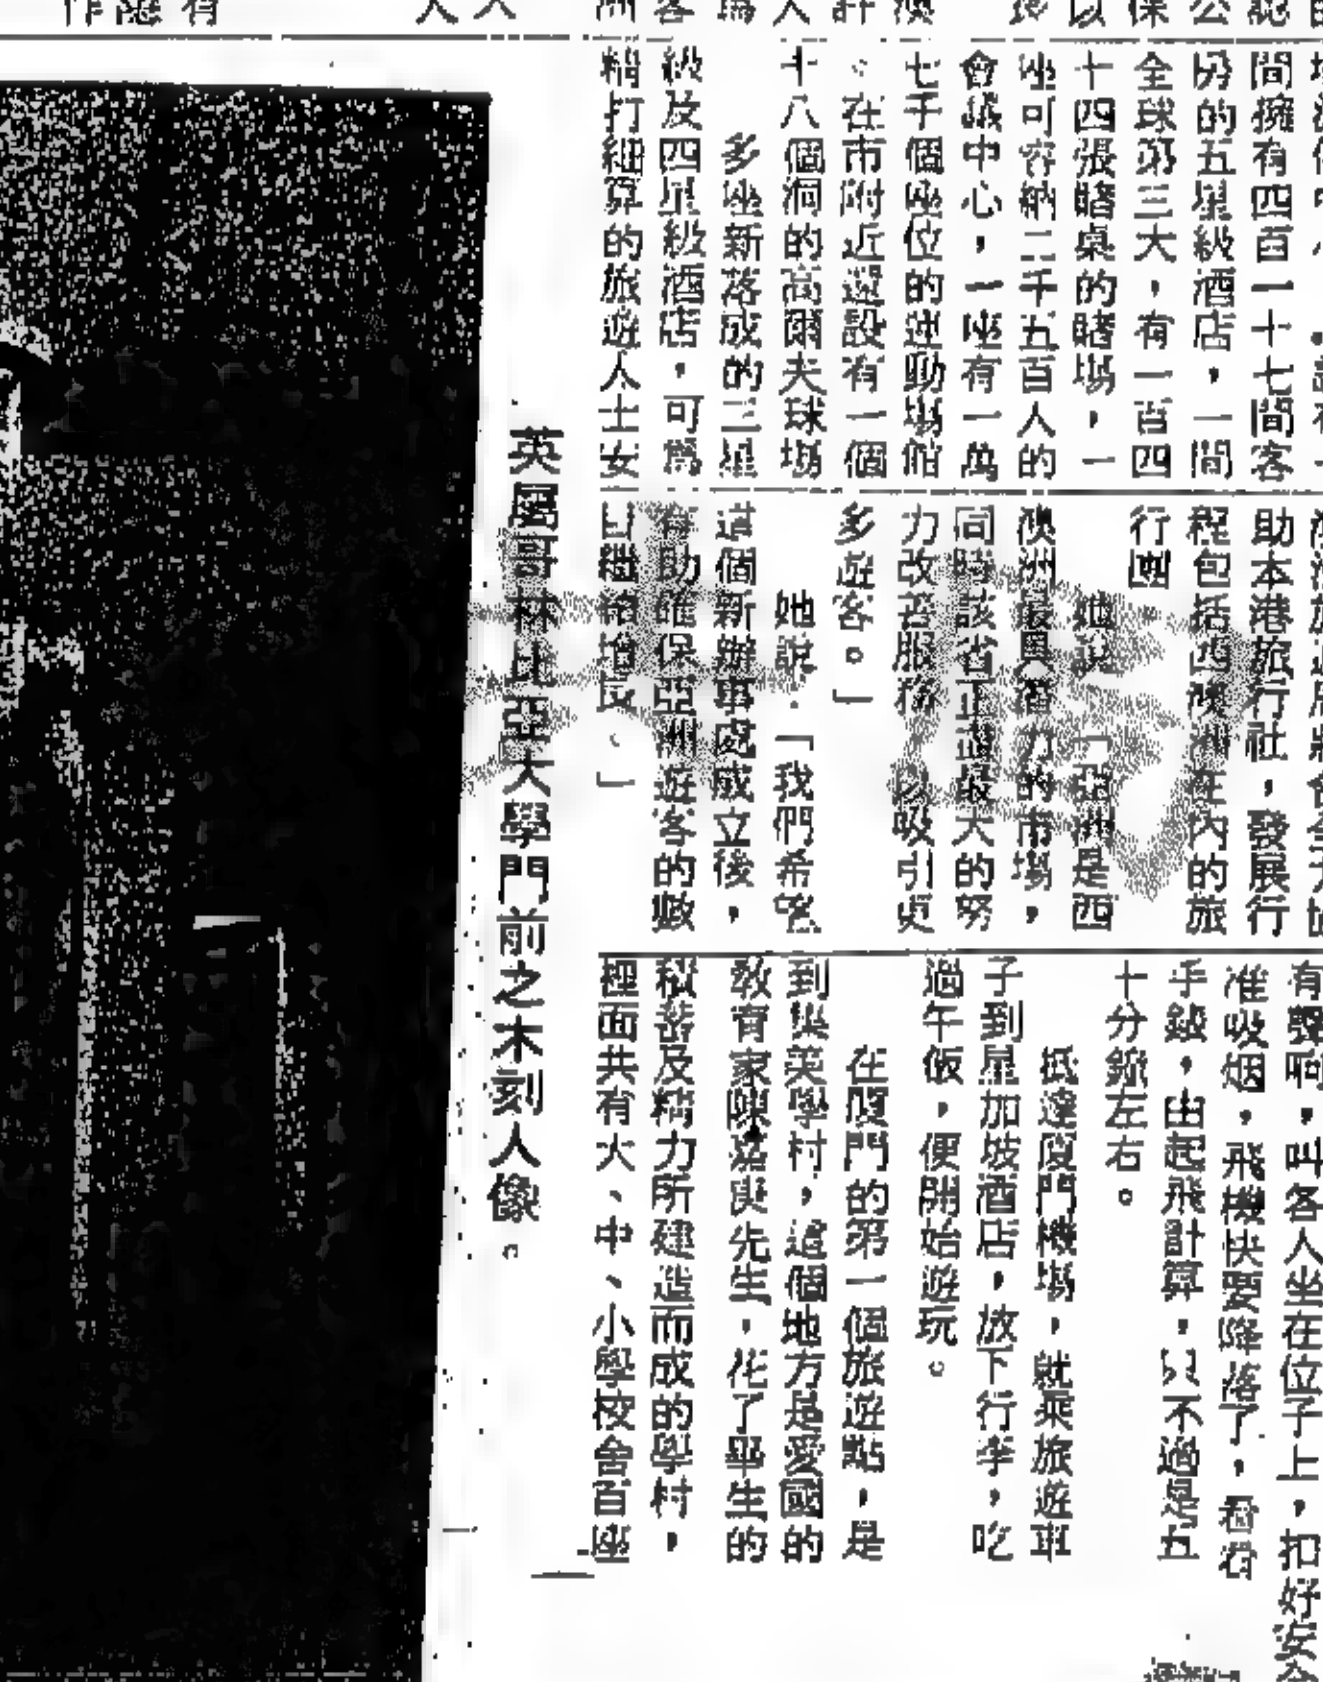 間擁有四百一十七間客
房的五星級酒店，一間
全球第三大，有一百四
十四張賭桌的賭場，一
座可容納二千五百人的
會議中心，一座有一萬
七千個座位的運動場館
。在市附近還設有一個
十八個洞的高爾夫球場
多座新落成的三星
級及四星級酒店，可爲
精打細算的旅遊人士安
助本港旅行社，發展行
程包括西澳洲在內的旅
行團
她說「亞洲是西
澳洲最具潛力的市場，
同時該省正盡最大的努
力改善服務，以吸引更
多遊客。」
她說：「我們希望
這個新辦事處成立後，
有助確保亞洲遊客的數
目繼續增長。」
有聲响，叫各人坐在位子上，扣好安全
准吸烟，飛機快要降落了，看看
手錶，由起飛計算，只不過是五
十分鐘左右。
抵達厦門機場，就乘旅遊班
子到星加坡酒店，放下行李，吃
過午飯，便開始遊玩。
在厦門的第一個旅遊點，是
到集美學村，這個地方是愛國的
教育家陳嘉庚先生，花了畢生的
積蓄及精力所建造而成的學村，
裡面共有大、中、小學校舍百座
英屬哥林比亞大學門前之木刻人像。